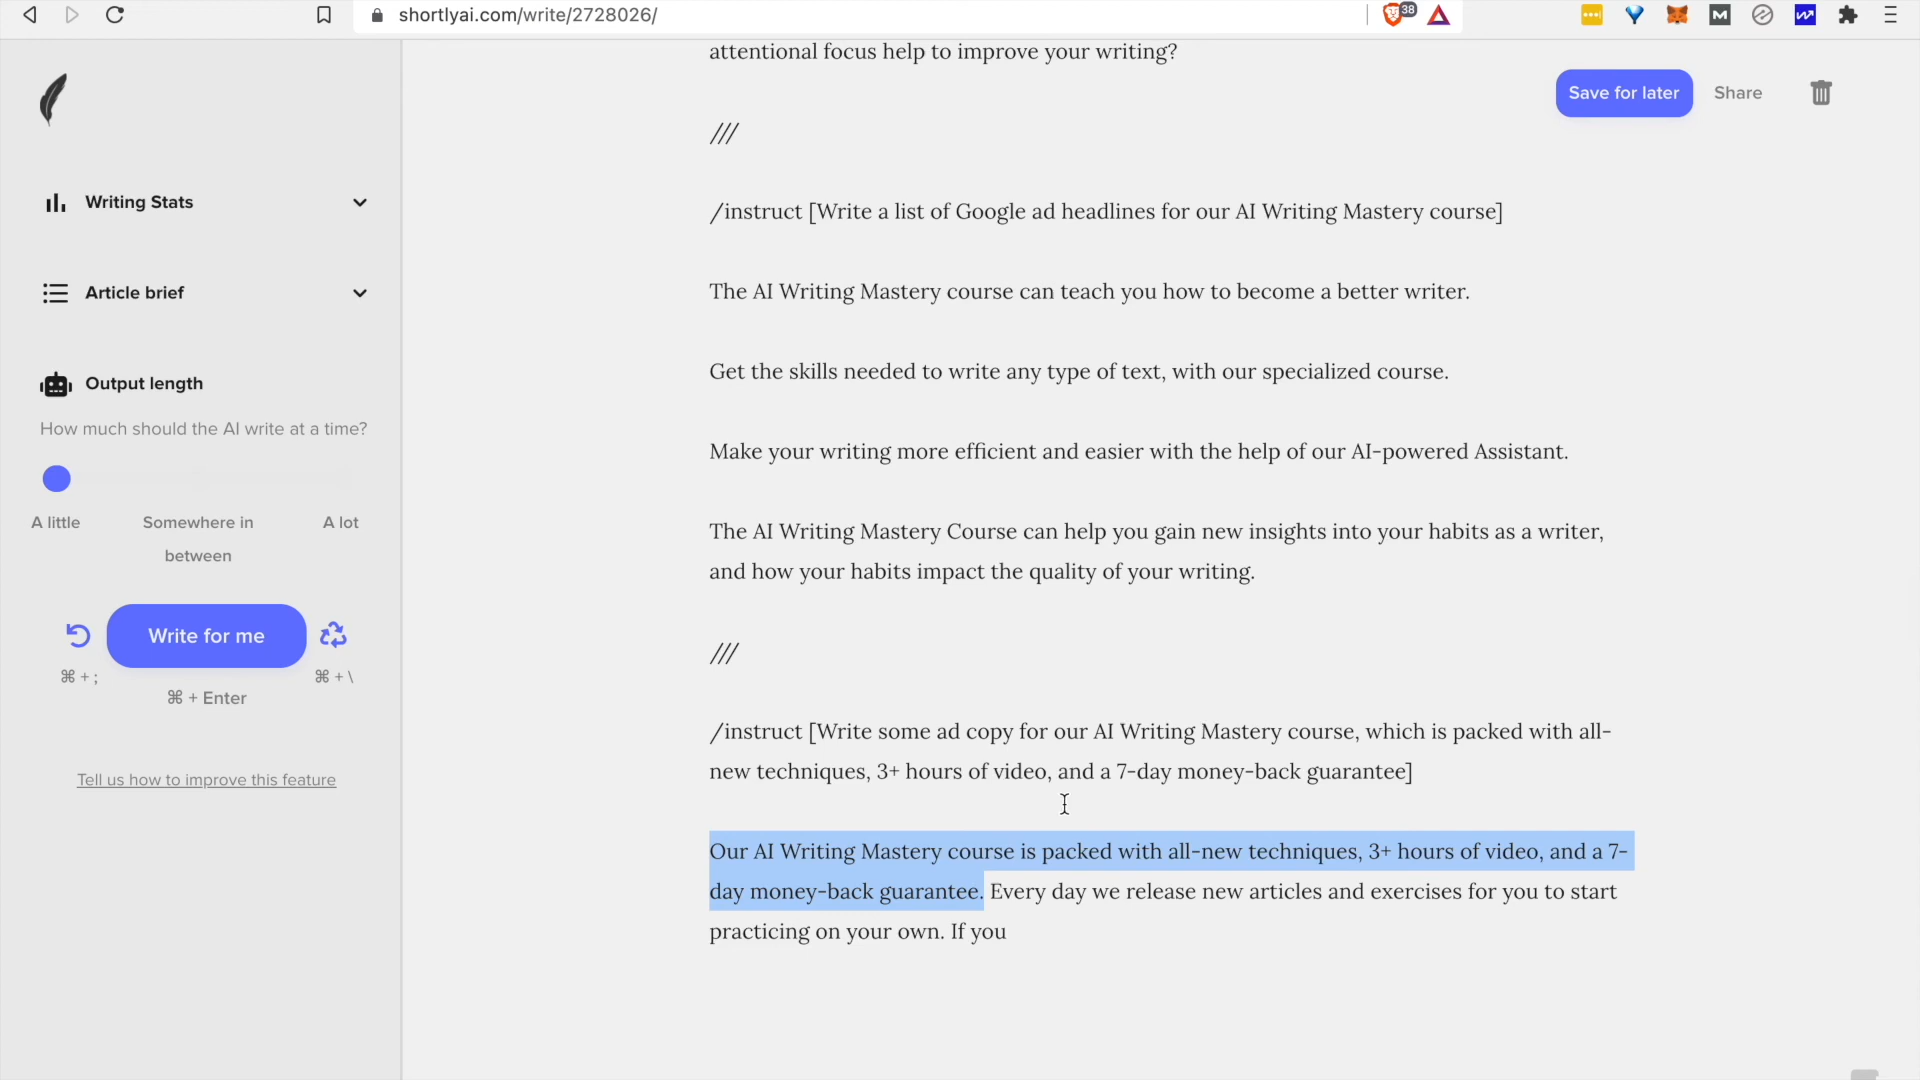 shortlyai.com/write/2728026/
38
attentional focus help to improve your writing?
Save for later
Share
///
Writing Stats
/instruct [Write a list of Google ad headlines for our AI Writing Mastery course]
The AI Writing Mastery course can teach you how to become a better writer.
Article brief
Get the skills needed to write any type of text, with our specialized course.
Output length
How much should the AI write at a time?
Make your writing more efficient and easier with the help of our AI-powered Assistant.
A little
Somewhere in
between
A lot
The AI Writing Mastery Course can help you gain new insights into your habits as a writer,
and how your habits impact the quality of your writing.
Write for me
⌘ + ;
⌘ + \
⌘ + Enter
///
/instruct [Write some ad copy for our AI Writing Mastery course, which is packed with all-
new techniques, 3+ hours of video, and a 7-day money-back guarantee]
Tell us how to improve this feature
Our AI Writing Mastery course is packed with all-new techniques, 3+ hours of video, and a 7-
day money-back guarantee. Every day we release new articles and exercises for you to start
practicing on your own. If you